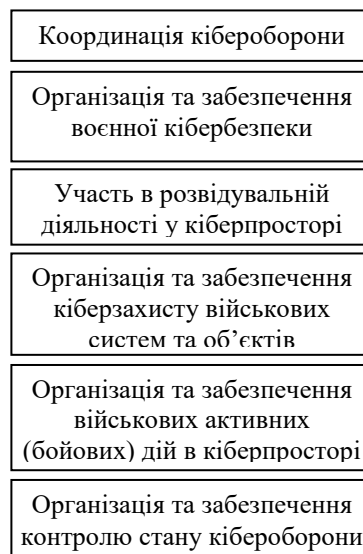 Координація кібероборони
Організація та забезпечення
воєнної кібербезпеки
Участь в розвідувальній
діяльності у кіберпросторі
Організація та забезпечення
кіберзахисту військових
систем та об’єктів
Організація та забезпечення
військових активних
(бойових) дій в кіберпросторі
Організація та забезпечення
контролю стану кібероборони